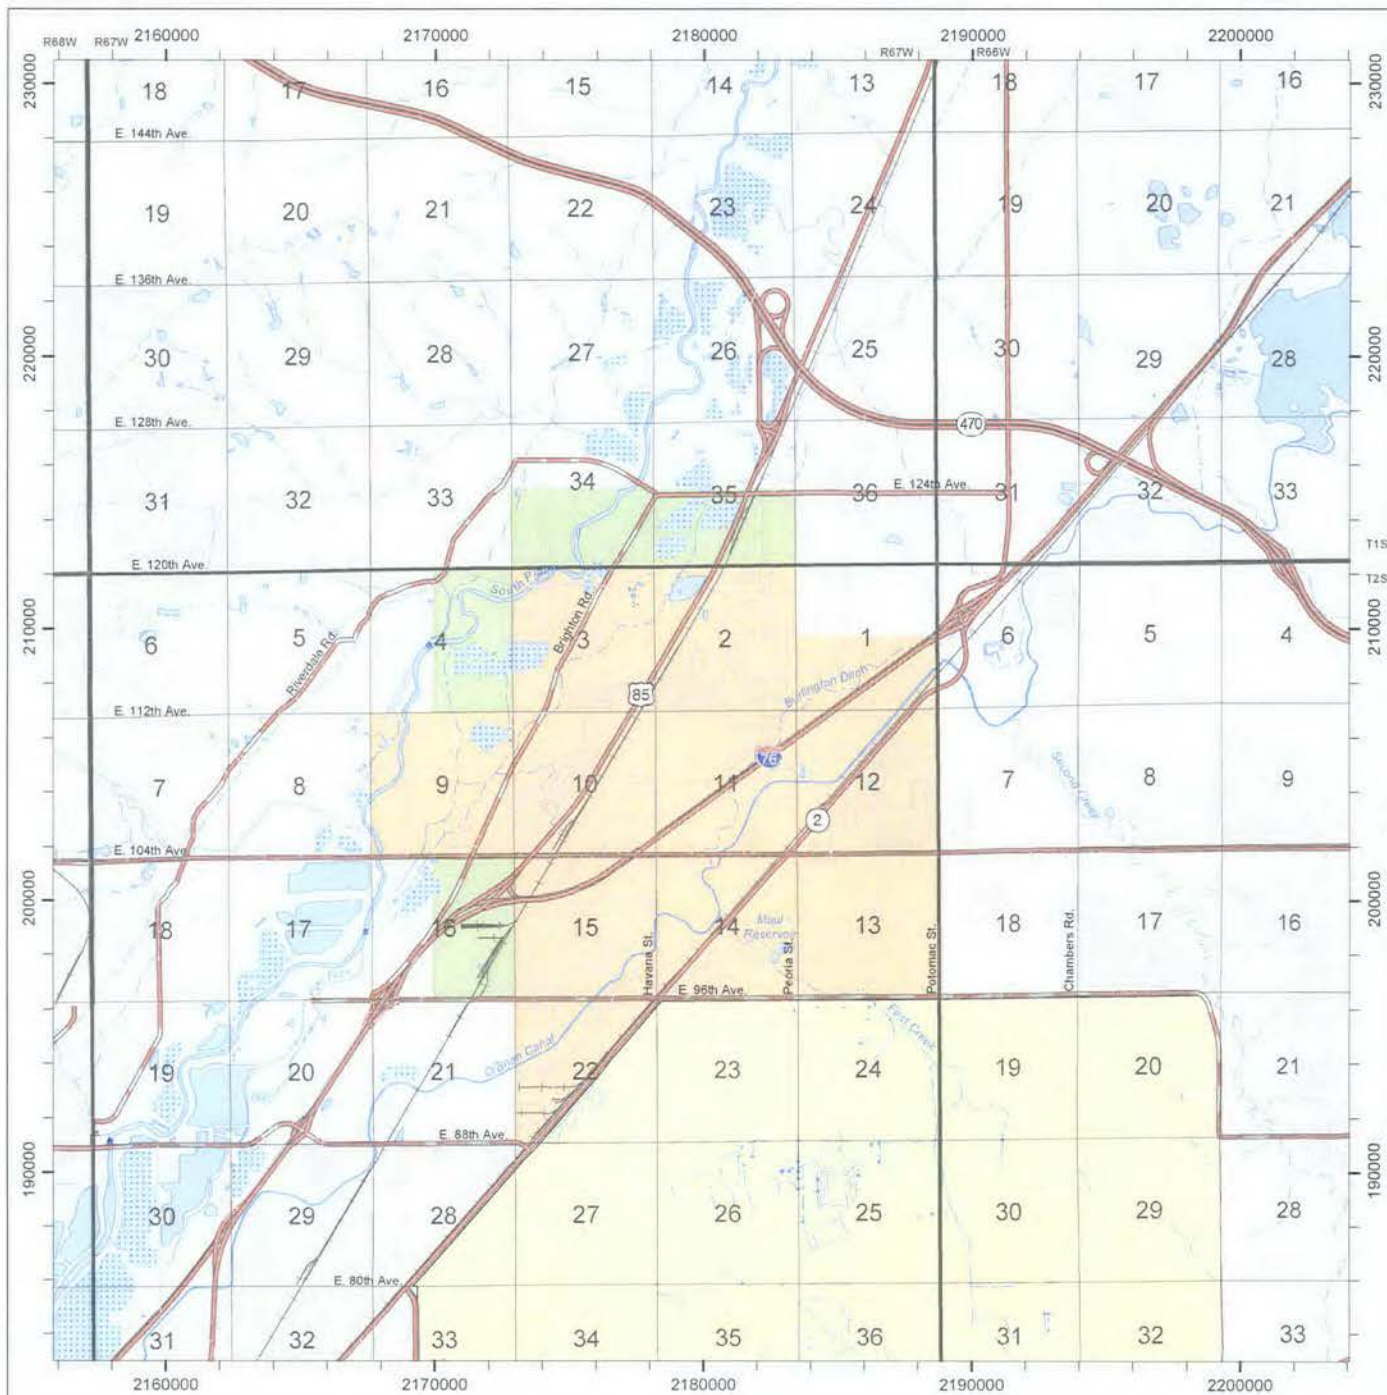 2160000 2170000 2180000 2190000 2200000
R68W R67W R67W R66W
230000 18 17 16 15 14 13 18 17 16 230000
E. 144th Ave.
19 20 21 22 23 24 19 20 21
E. 136th Ave.
220000 30 29 28 27 26 25 30 29 28 220000
E. 128th Ave.
470
31 32 33 34 35 36 E. 124th Ave. 31 32 33
T1S
E. 120th Ave.
T2S
South P
210000 6 5 4 3 2 1 6 5 4 210000
Riverdale Rd.
Brighton Rd.
85
Burlington Ditch
E. 112th Ave.
76
7 8 9 10 11 12 7 8 9
Second Creek
2
E. 104th Ave.
200000 18 17 16 15 14 13 18 17 16 200000
Havana St.
Reservoir
Peoria St.
Potomac St.
Chambers Rd.
E. 96th Ave.
First Creek
O'Brian Canal
19 20 21 22 23 24 19 20 21
E. 88th Ave.
190000 30 29 28 27 26 25 30 29 28 190000
E. 80th Ave.
31 32 33 34 35 36 31 32 33
2160000 2170000 2180000 2190000 2200000